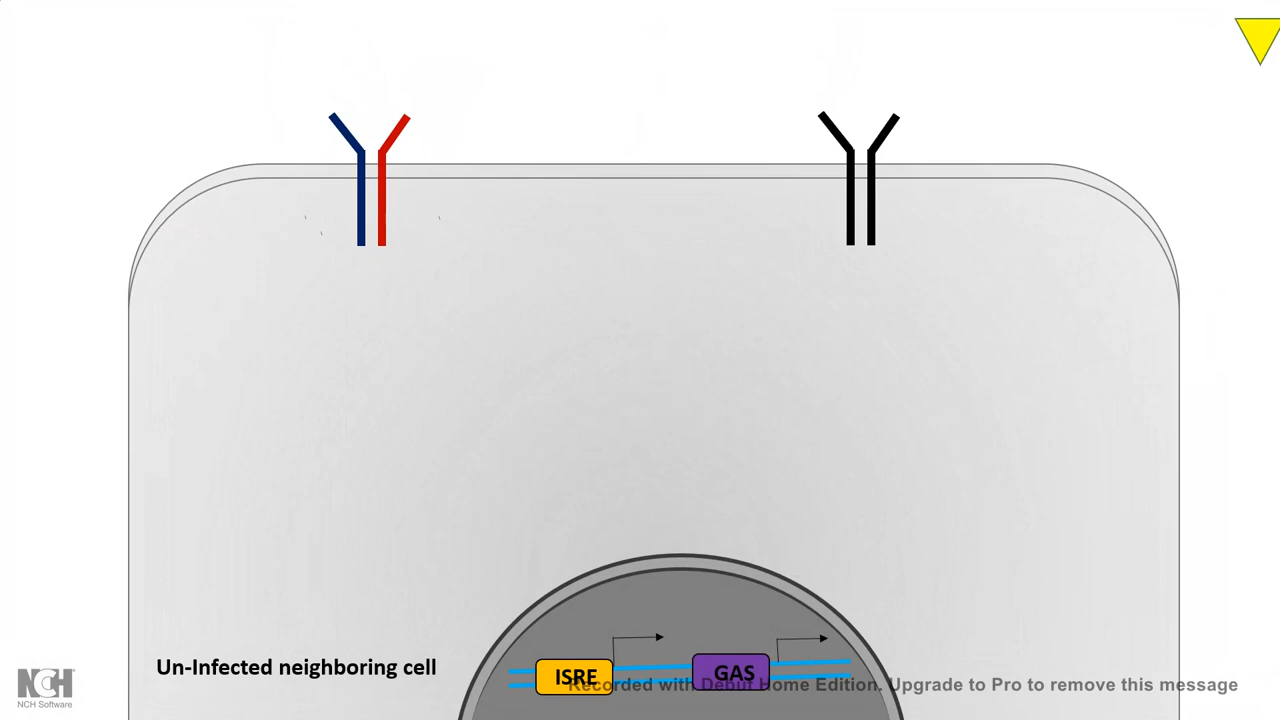 Un-Infected neighboring cell
ISRE
GAS
Recorded with Debut Home Edition. Upgrade to Pro to remove this message
NCH
NCH Software